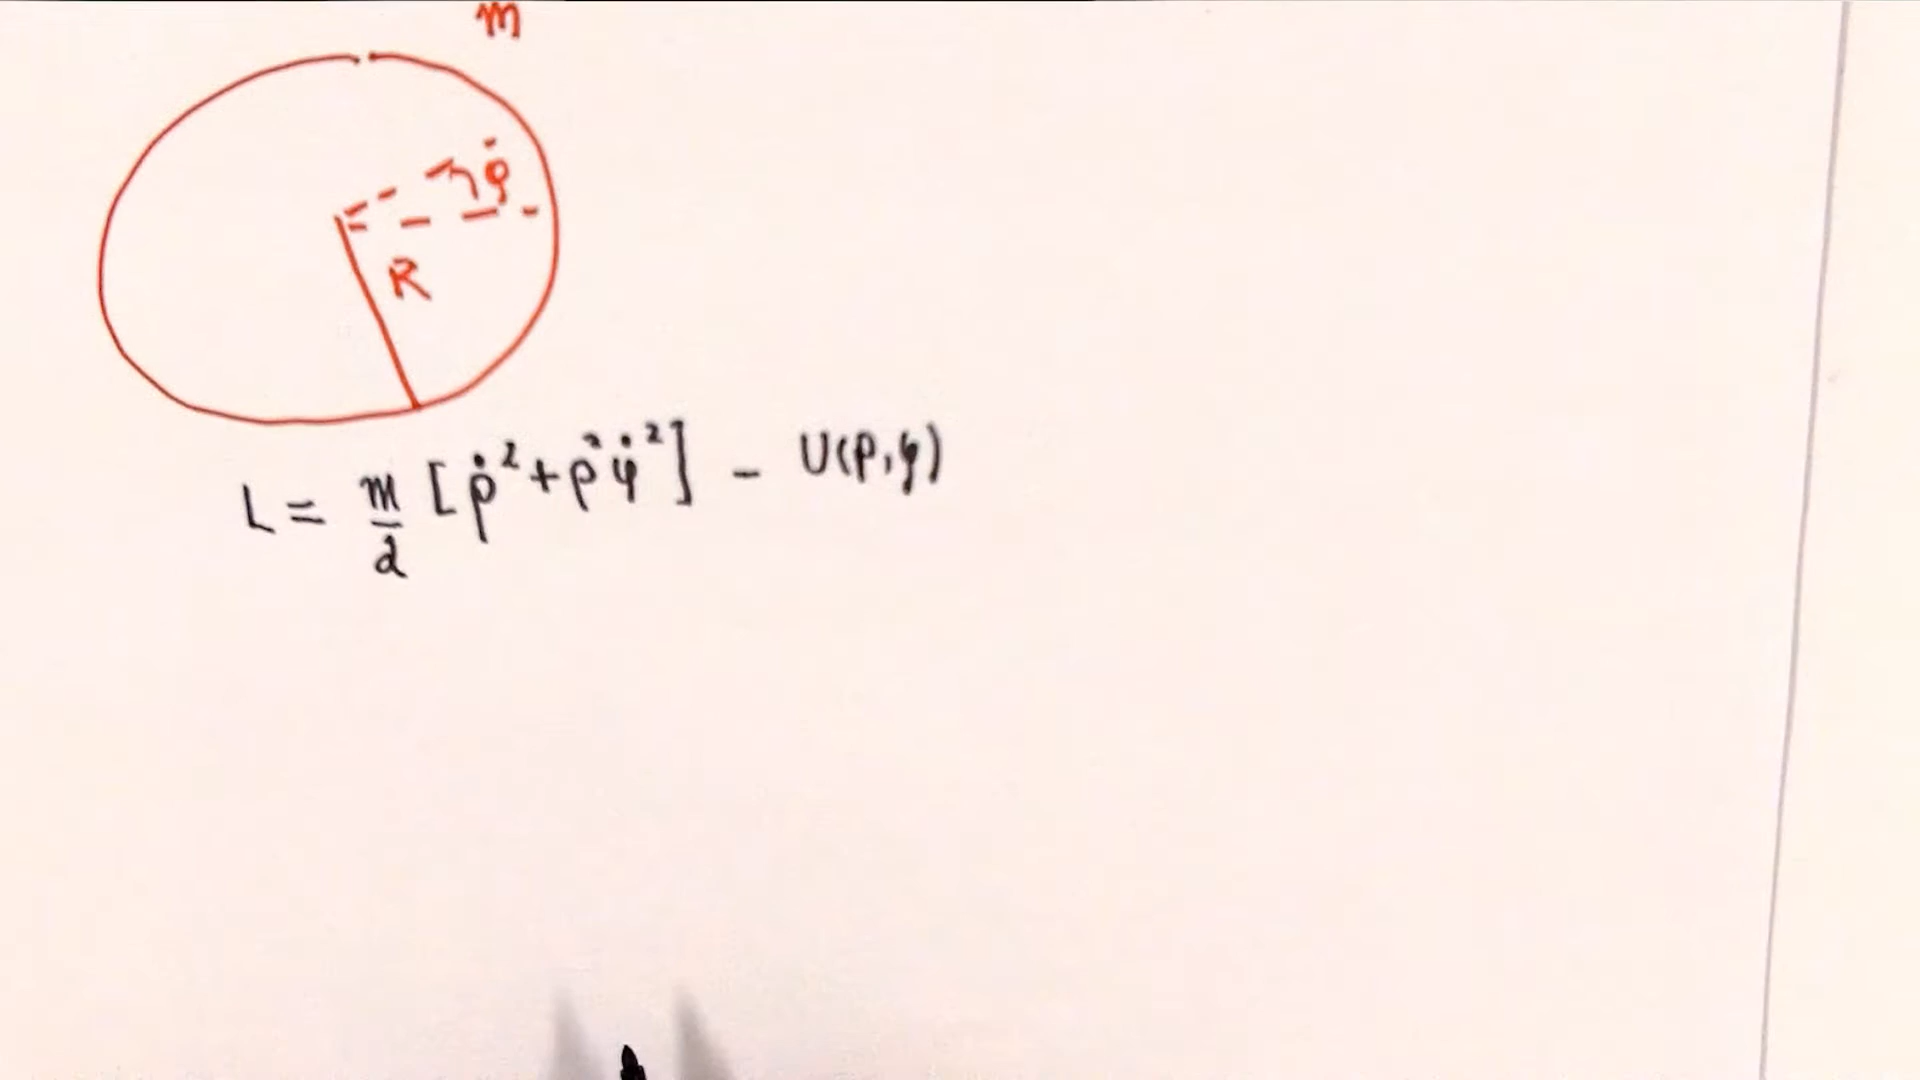 m
φ̇
R
L = m/2 [ρ̇² + ρ²φ̇²] - U(ρ,φ)